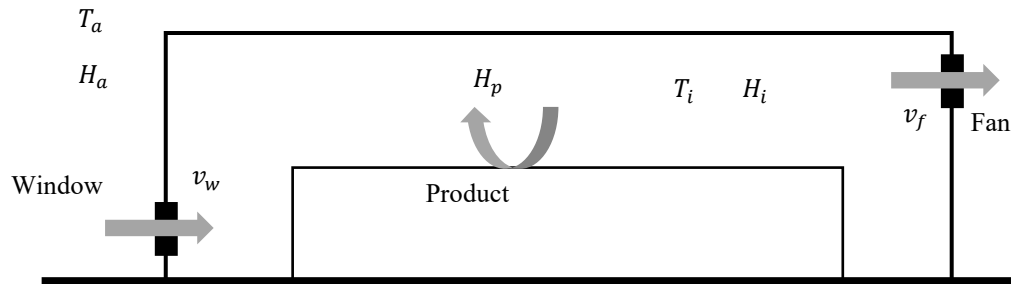 T_a
H_a
H_p
T_i
H_i
v_f
Fan
Window
v_w
Product